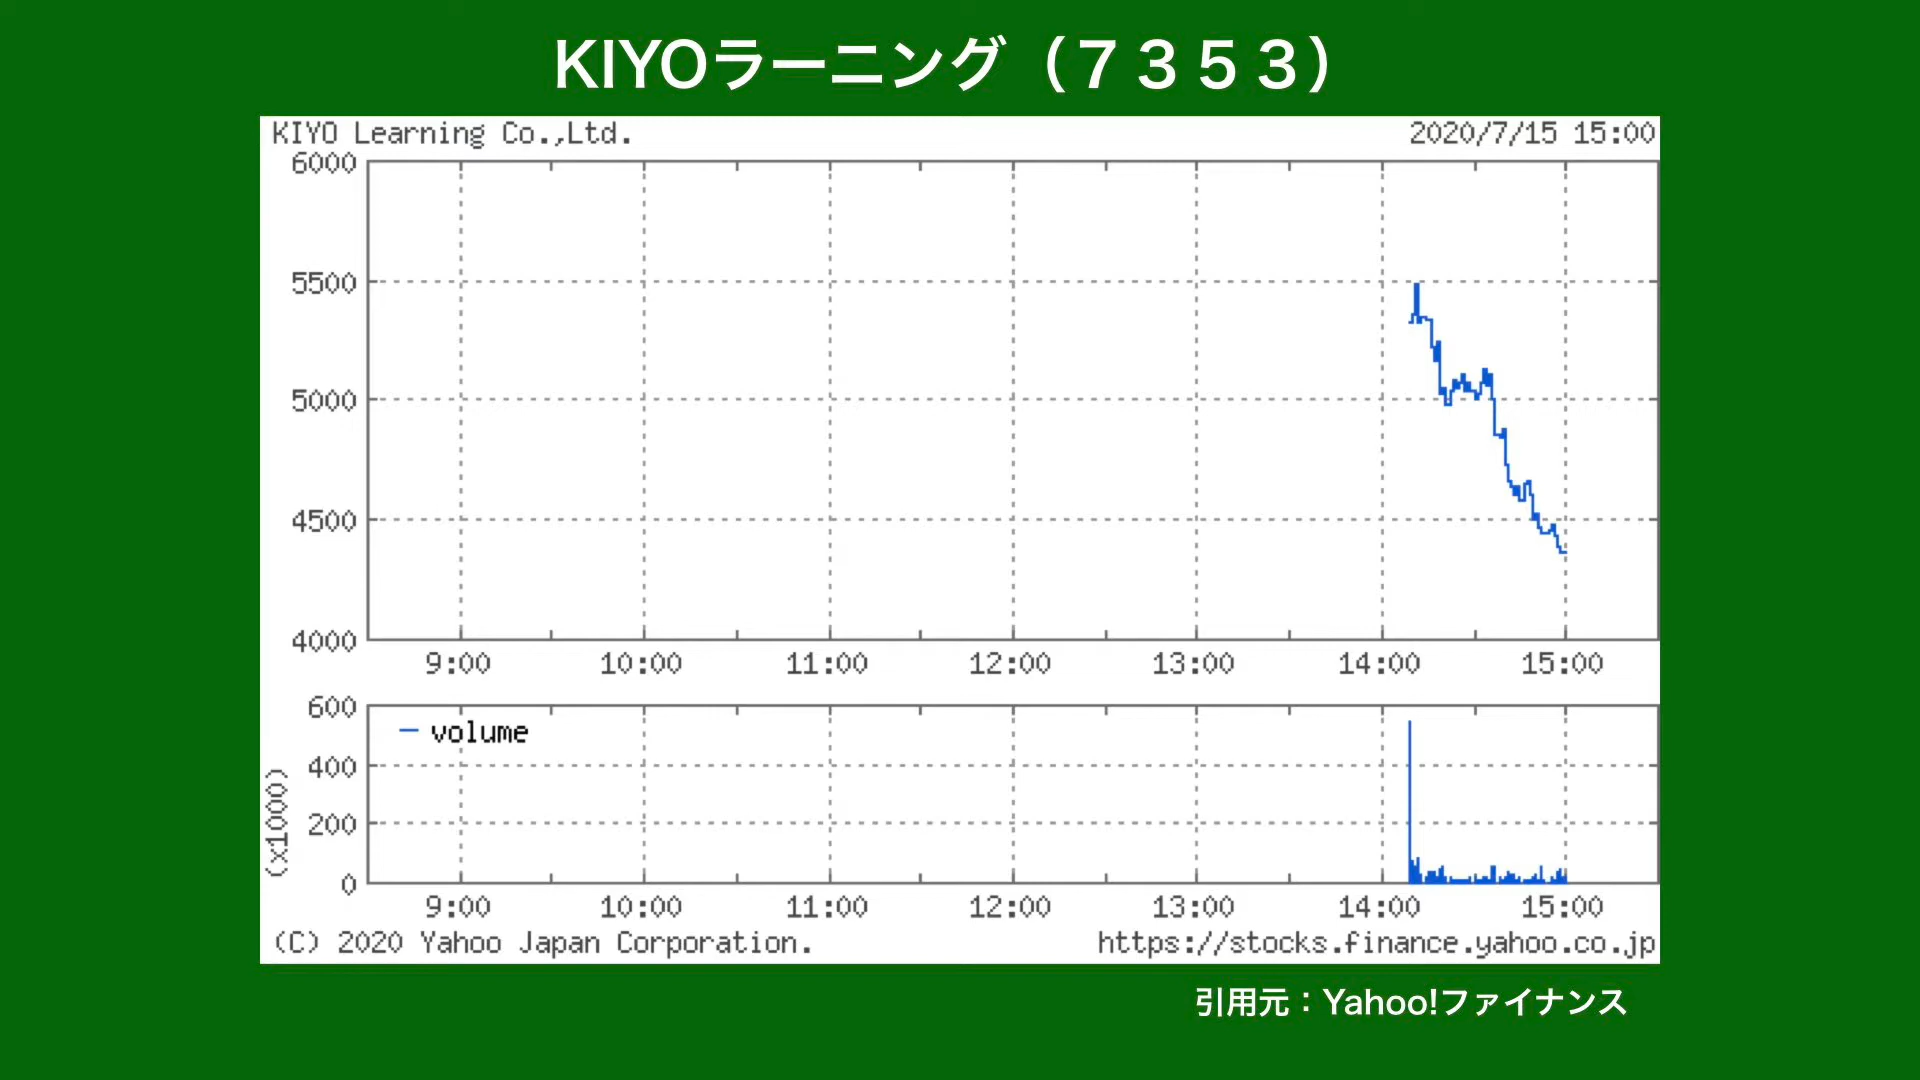 KIYOラーニング（７３５３）
KIYO Learning Co.,Ltd. 2020/7/15 15:00
6000
5500
5000
4500
4000
9:00 10:00 11:00 12:00 13:00 14:00 15:00
600
volume
400
200
0
(x1000)
9:00 10:00 11:00 12:00 13:00 14:00 15:00
(C) 2020 Yahoo Japan Corporation. https://stocks.finance.yahoo.co.jp
引用元：Yahoo!ファイナンス